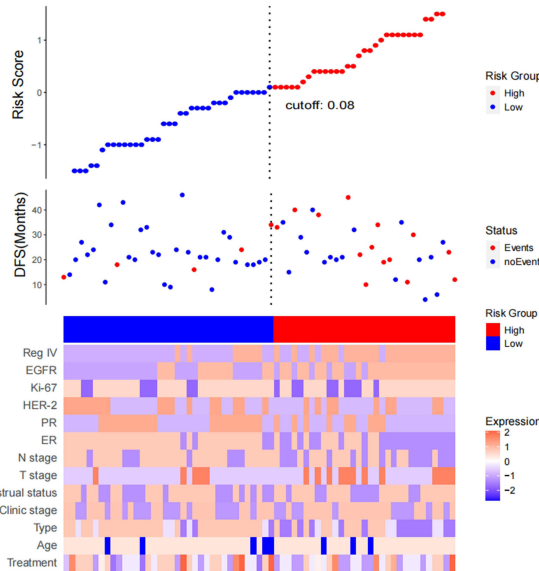 Risk Score
1
0
−1
cutoff: 0.08
Risk Group
High
Low
DFS(Months)
40
30
20
10
Status
Events
noEvent
Risk Group
High
Low
Reg IV
EGFR
Ki-67
HER-2
PR
ER
N stage
T stage
strual status
Clinic stage
Type
Age
Treatment
Expression
2
1
0
−1
−2